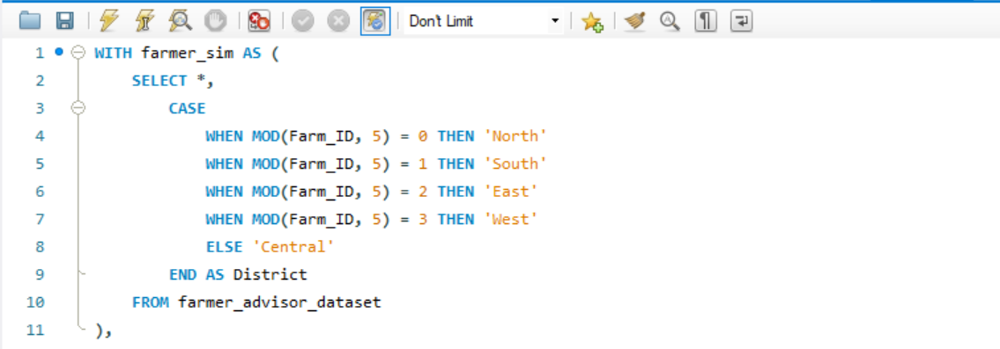 Don't Limit
1 WITH farmer_sim AS (
2 SELECT *,
3 CASE
4 WHEN MOD(Farm_ID, 5) = 0 THEN 'North'
5 WHEN MOD(Farm_ID, 5) = 1 THEN 'South'
6 WHEN MOD(Farm_ID, 5) = 2 THEN 'East'
7 WHEN MOD(Farm_ID, 5) = 3 THEN 'West'
8 ELSE 'Central'
9 END AS District
10 FROM farmer_advisor_dataset
11 ),